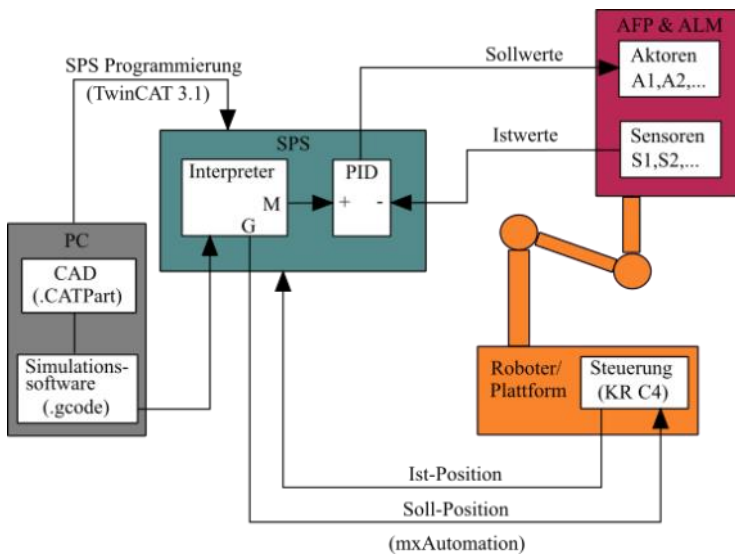 AFP & ALM
Aktoren
A1,A2,...
Sensoren
S1,S2,...
Sollwerte
Istwerte
SPS Programmierung
(TwinCAT 3.1)
SPS
Interpreter
M
G
PID
+ -
PC
CAD
(.CATPart)
Simulations-
software
(.gcode)
Roboter/
Plattform
Steuerung
(KR C4)
Ist-Position
Soll-Position
(mxAutomation)